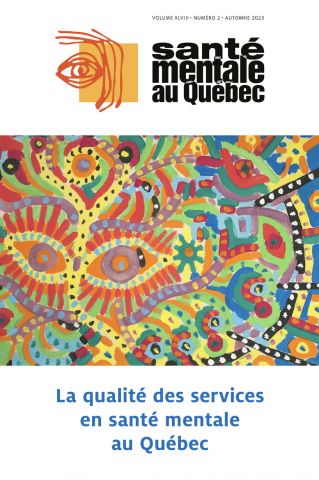 VOLUME XLVIII • NUMÉRO 2 • AUTOMNE 2023
santé
mentale
au Québec
La qualité des services
en santé mentale
au Québec